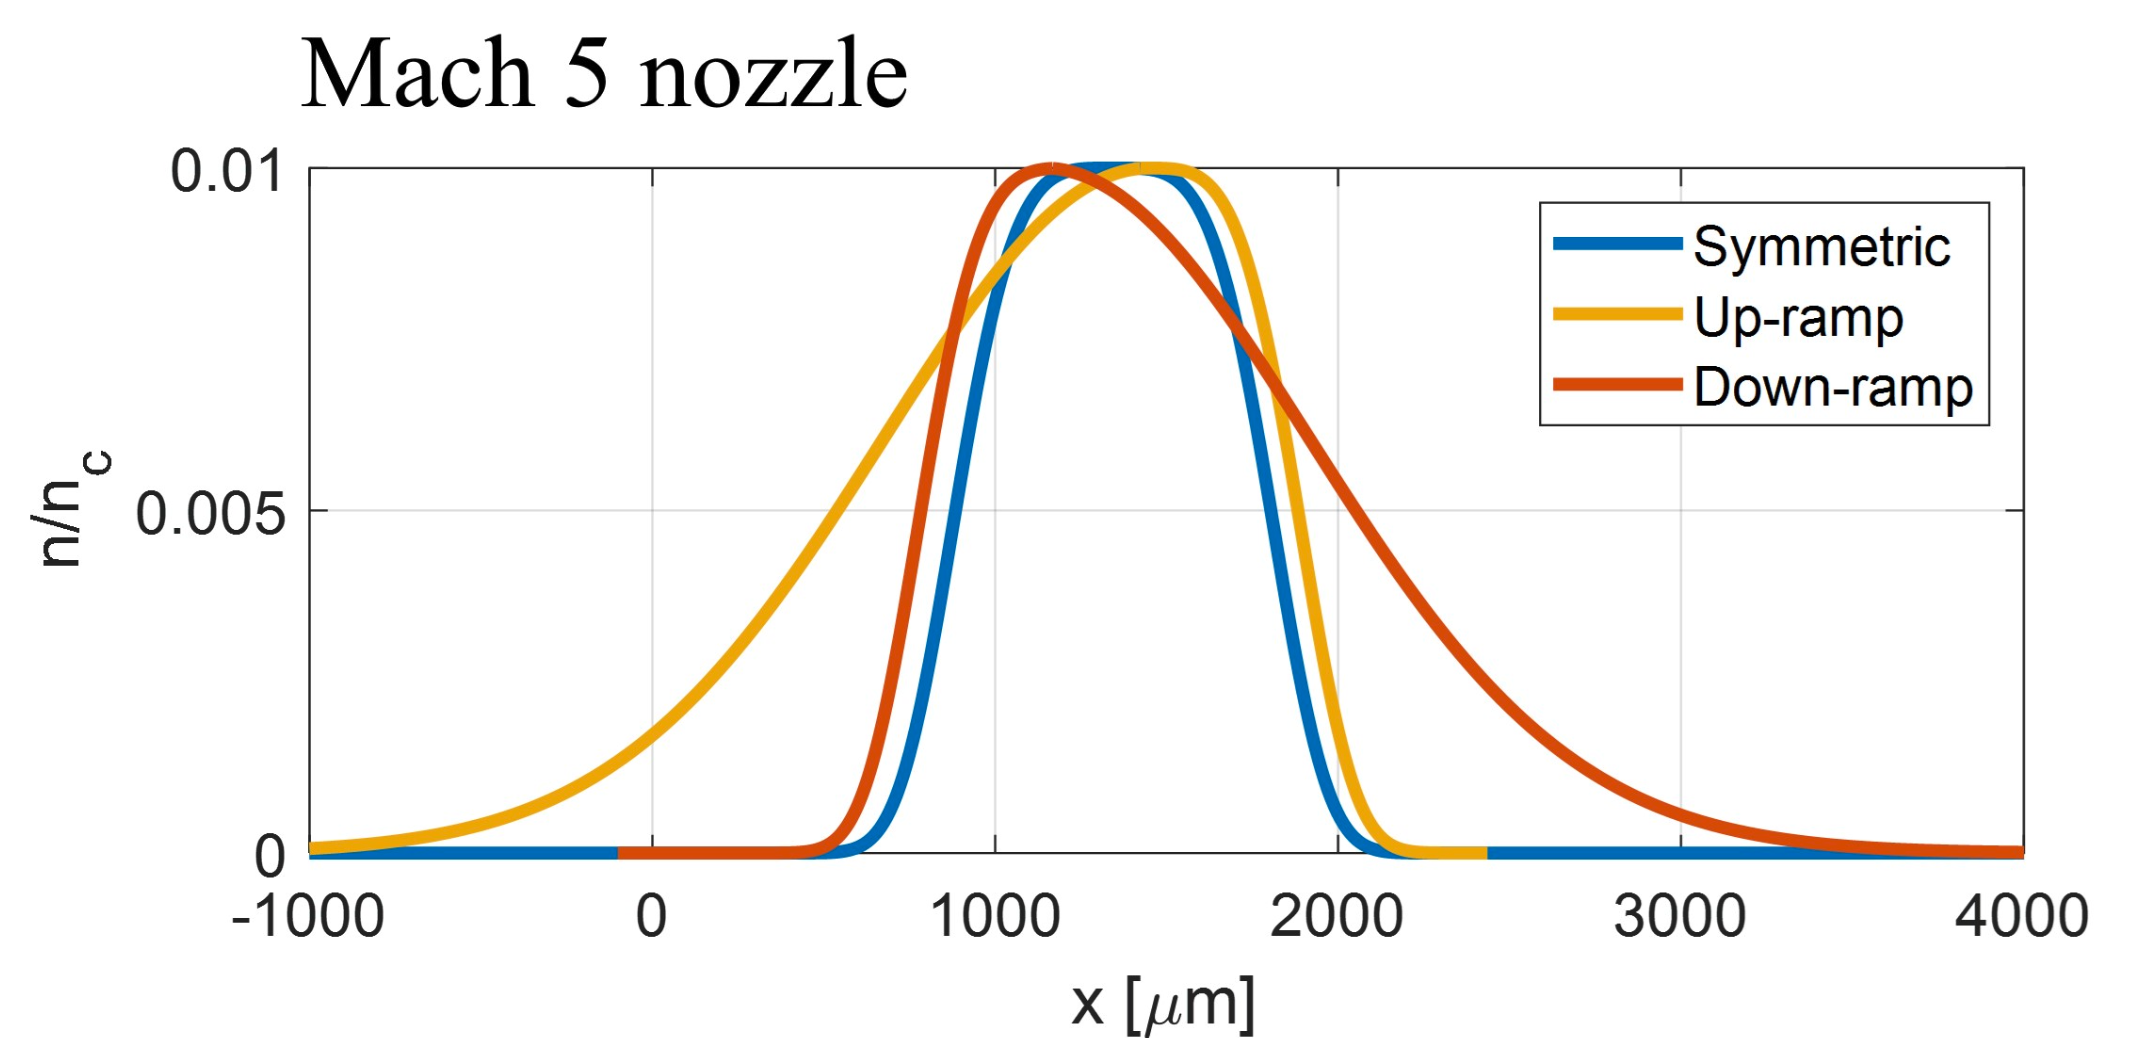 Mach 5 nozzle
0.01
0.005
0
n/n_c
Symmetric
Up-ramp
Down-ramp
-1000 0 1000 2000 3000 4000
x [μm]